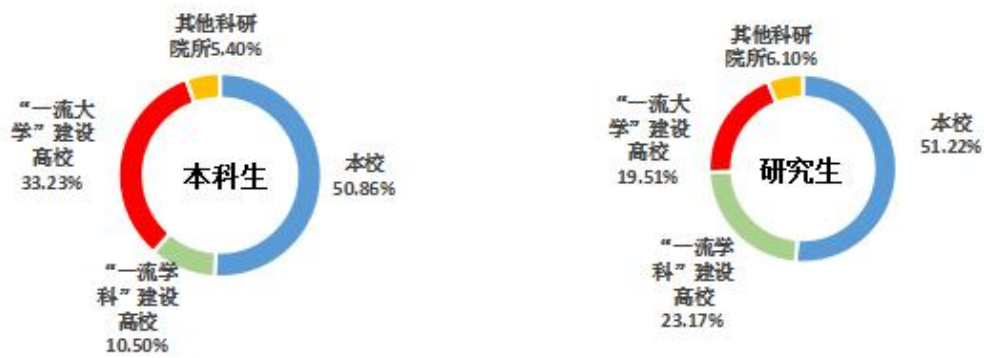 其他科研
院所5.40%
“一流大
学”建设
高校
33.23%
本科生
本校
50.86%
“一流学
科”建设
高校
10.50%
其他科研
院所6.10%
“一流大
学”建设
高校
19.51%
研究生
本校
51.22%
“一流学
科”建设
高校
23.17%